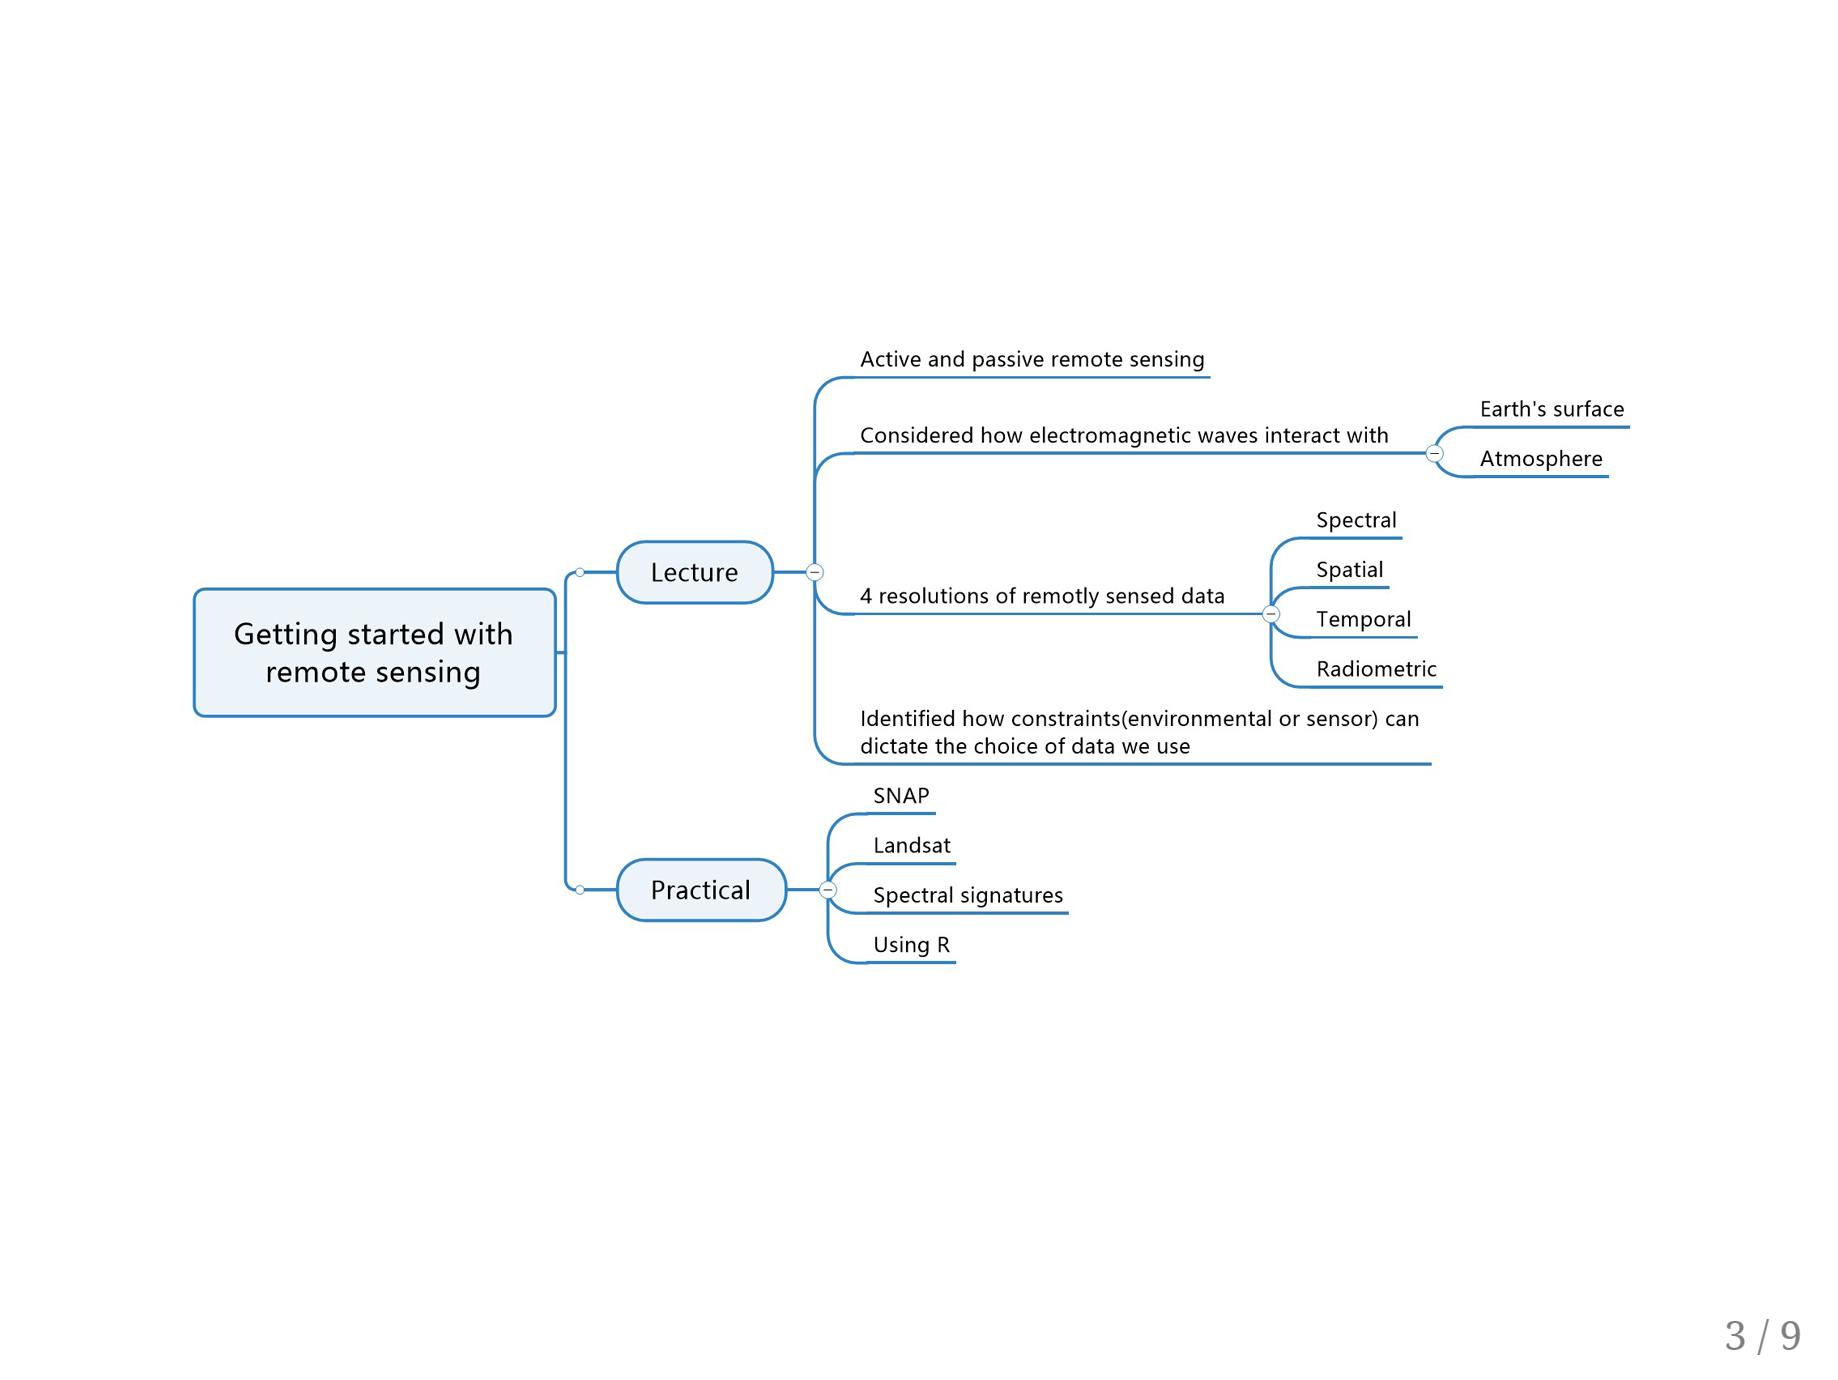 Getting started with
remote sensing
Lecture
Active and passive remote sensing
Considered how electromagnetic waves interact with
Earth's surface
Atmosphere
4 resolutions of remotly sensed data
Spectral
Spatial
Temporal
Radiometric
Identified how constraints(environmental or sensor) can
dictate the choice of data we use
Practical
SNAP
Landsat
Spectral signatures
Using R
3 / 9